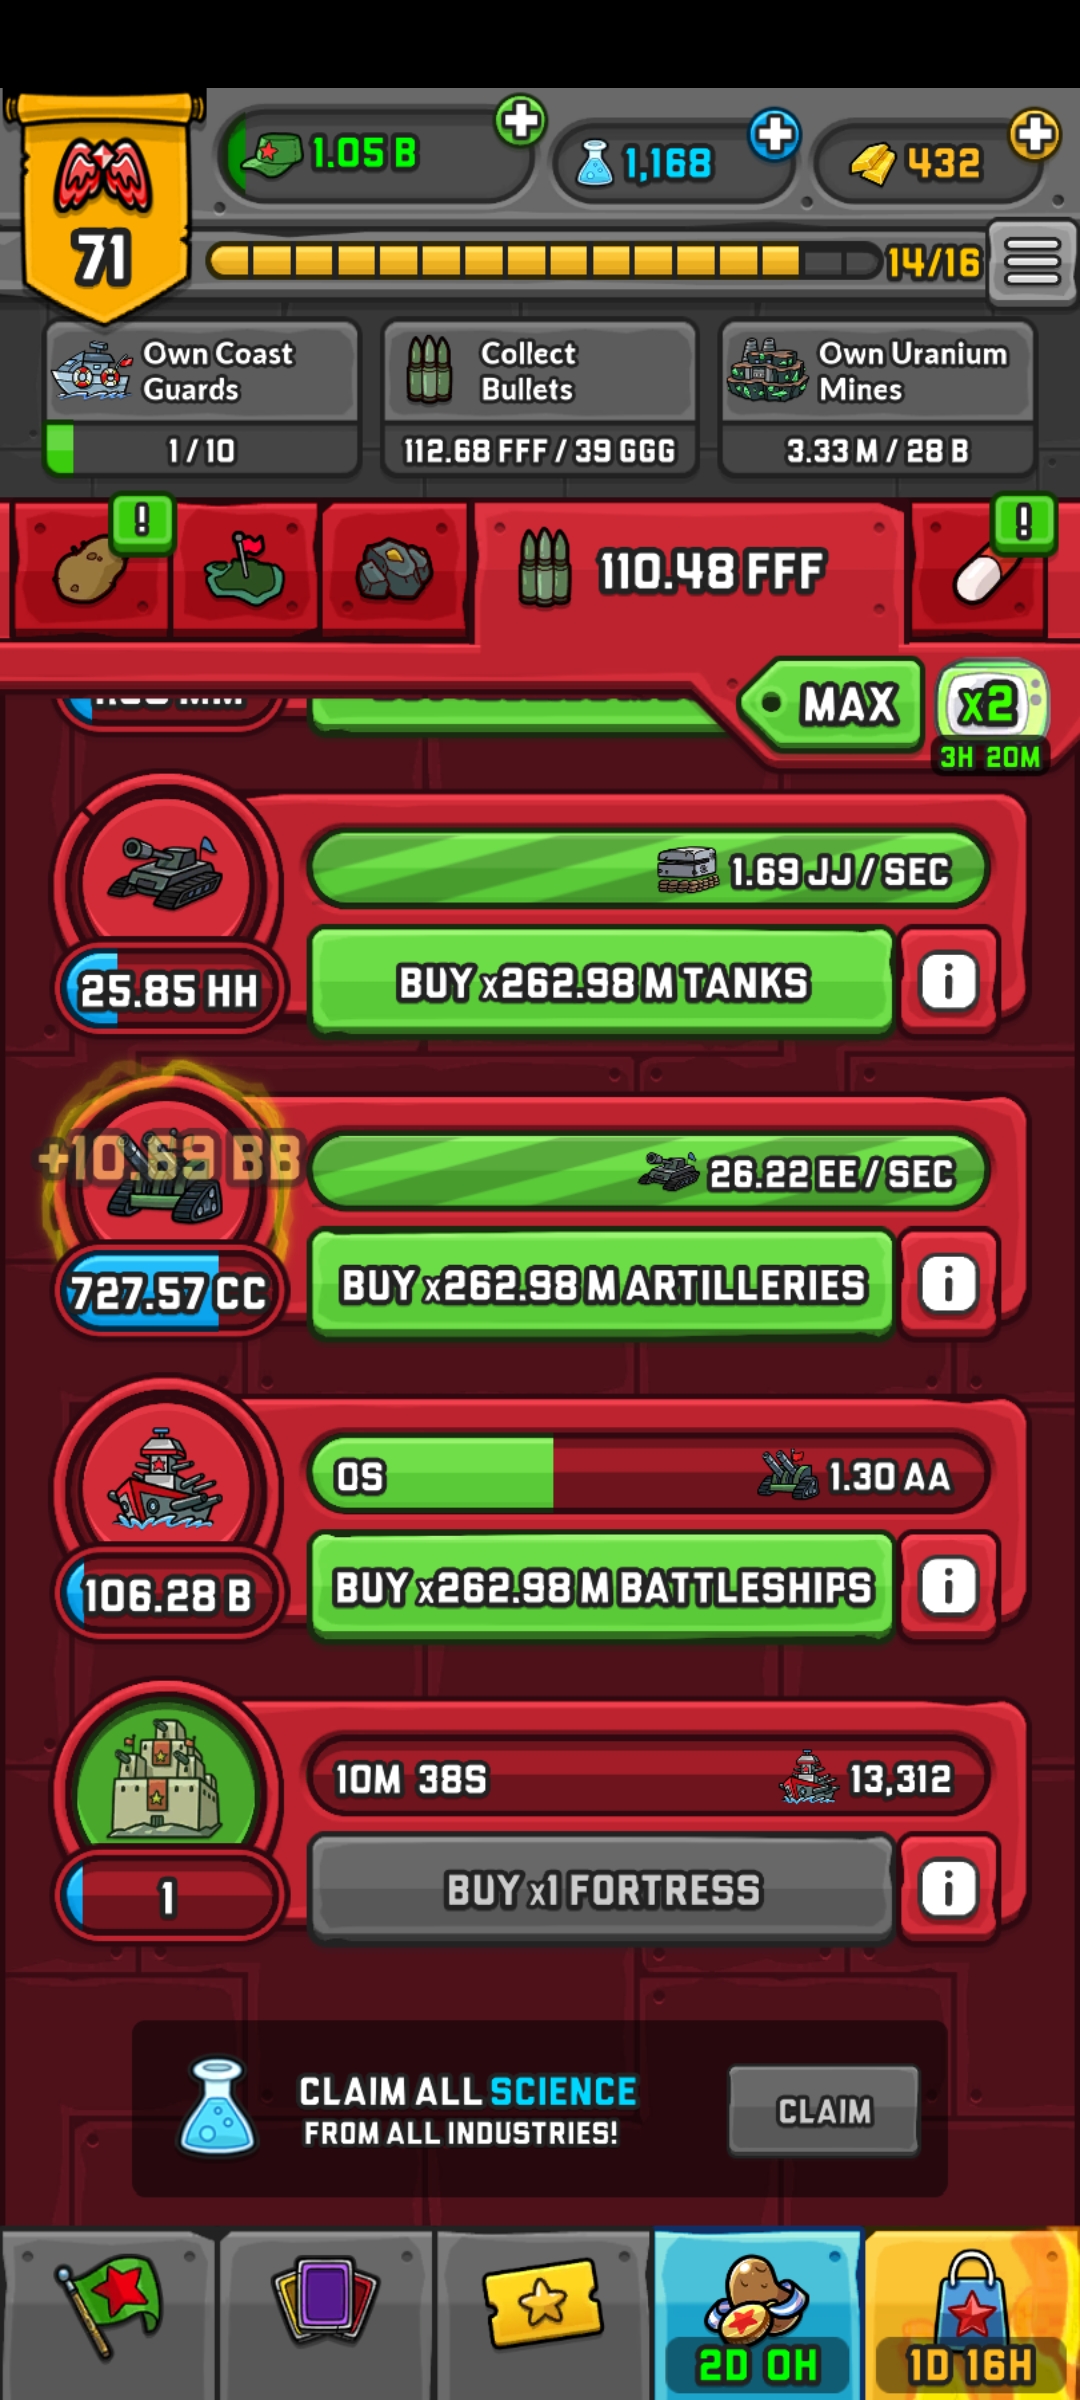 1.05 B
1,168
432
71
14/16
Own Coast
Guards
1 / 10
Collect
Bullets
112.68 FFF / 39 GGG
Own Uranium
Mines
3.33 M / 28 B
!
110.48 FFF
!
MAX
x2
3H 20M
1.69 JJ / SEC
25.85 HH
BUY x262.98 M TANKS
i
+10.69 BB
26.22 EE / SEC
727.57 CC
BUY x262.98 M ARTILLERIES
i
0S
1.30 AA
106.28 B
BUY x262.98 M BATTLESHIPS
i
10M 38S
13,312
1
BUY x1 FORTRESS
i
CLAIM ALL SCIENCE
FROM ALL INDUSTRIES!
CLAIM
2D 0H
1D 16H